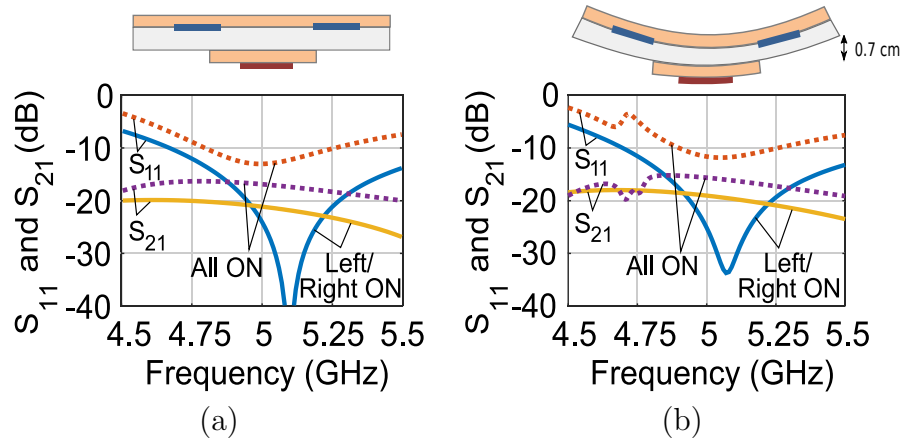 0.7 cm
S11 and S21 (dB)
0
-10
-20
-30
-40
S11
S21
All ON
Left/
Right ON
4.5 4.75 5 5.25 5.5
Frequency (GHz)
(a)
S11 and S21 (dB)
0
-10
-20
-30
-40
S11
S21
All ON
Left/
Right ON
4.5 4.75 5 5.25 5.5
Frequency (GHz)
(b)